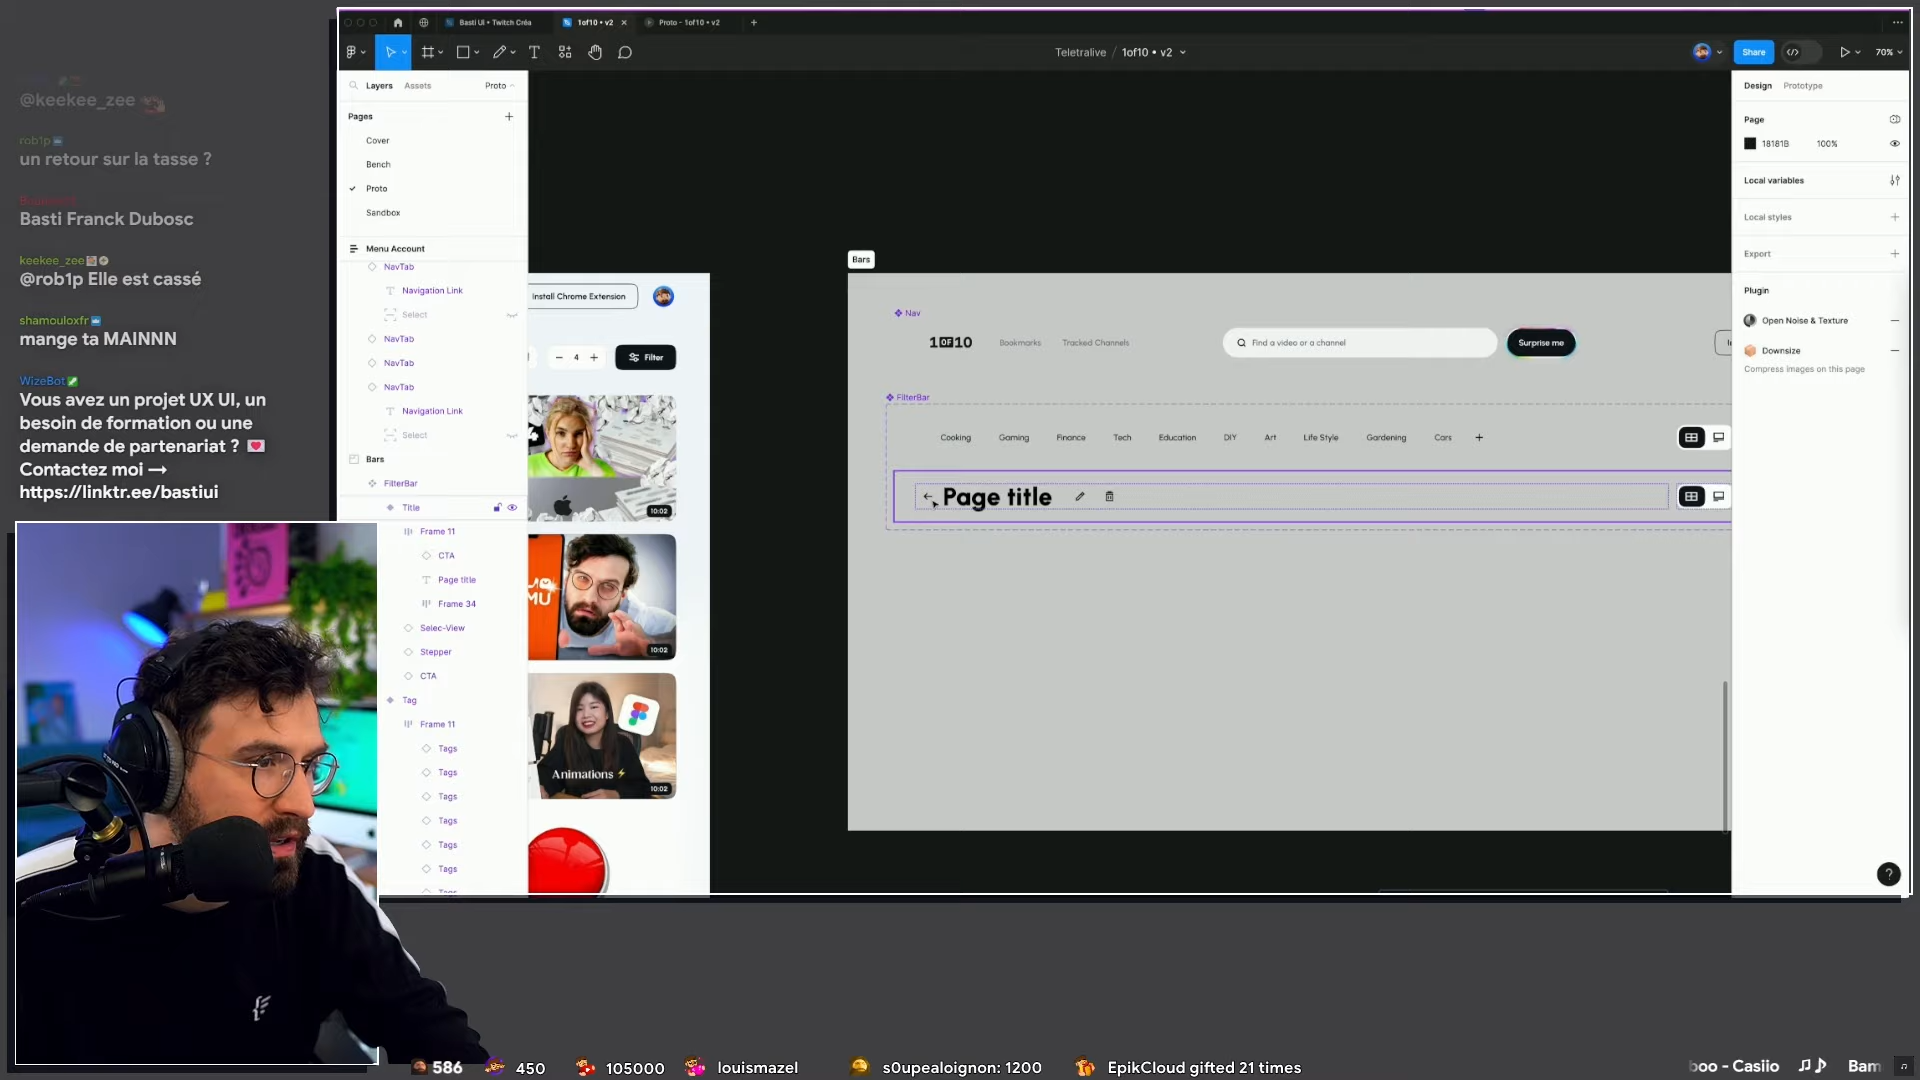 @keekee_zee
rob1p
un retour sur la tasse ?
Basti Franck Dubosc
keekee_zee
@rob1p Elle est cassé
shamouloxfr
mange ta MAINNN
WizeBot
Vous avez un projet UX UI, un
besoin de formation ou une
demande de partenariat ?
Contactez moi →
https://linktr.ee/bastiui
Basti UI • Twitch Créa
1of10 • v2
Proto - 1of10 • v2
Teletralive / 1of10 • v2
Share
70%
Layers
Assets
Proto
Pages
Cover
Bench
Proto
Sandbox
Menu Account
NavTab
Navigation Link
Select
NavTab
NavTab
NavTab
Navigation Link
Select
Bars
FilterBar
Title
Frame 11
CTA
Page title
Frame 34
Selec-View
Stepper
CTA
Tag
Frame 11
Tags
Tags
Tags
Tags
Tags
Tags
Install Chrome Extension
4
Filter
10:02
10:02
Animations
10:02
Bars
Nav
1OF10
Bookmarks
Tracked Channels
Find a video or a channel
Surprise me
FilterBar
Cooking
Gaming
Finance
Tech
Education
DIY
Art
Life Style
Gardening
Cars
Page title
Design
Prototype
Page
18181B
100%
Local variables
Local styles
Export
Plugin
Open Noise & Texture
Downsize
Compress images on this page
?
586
450
105000
louismazel
s0upealoignon: 1200
EpikCloud gifted 21 times
boo - Casiio
Bam